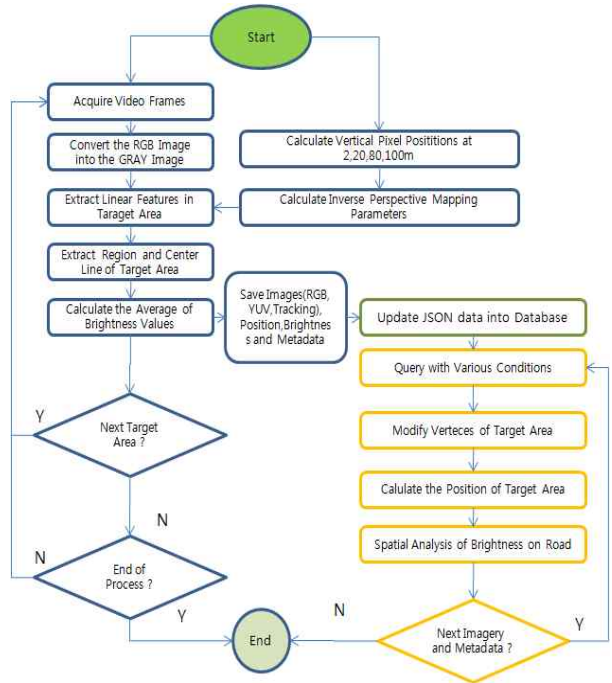 Start
Acquire Video Frames
Convert the RGB Image
into the GRAY Image
Calculate Vertical Pixel Posititions at
2,20,80,100m
Extract Linear Features in
Taraget Area
Calculate Inverse Perspective Mapping
Parameters
Extract Region and Center
Line of Target Area
Calculate the Average of
Brightness Values
Save Images(RGB,
YUV,Tracking),
Position,Brightnes
s and Metadata
Update JSON data into Database
Query with Various Conditions
Modify Verteces of Target Area
Calulate the Position of Target Area
Spatial Analysis of Brightness on Road
Y
Next Target
Area ?
N
N
End of
Process ?
Y
End
N
Next Imagery
and Metadata ?
Y